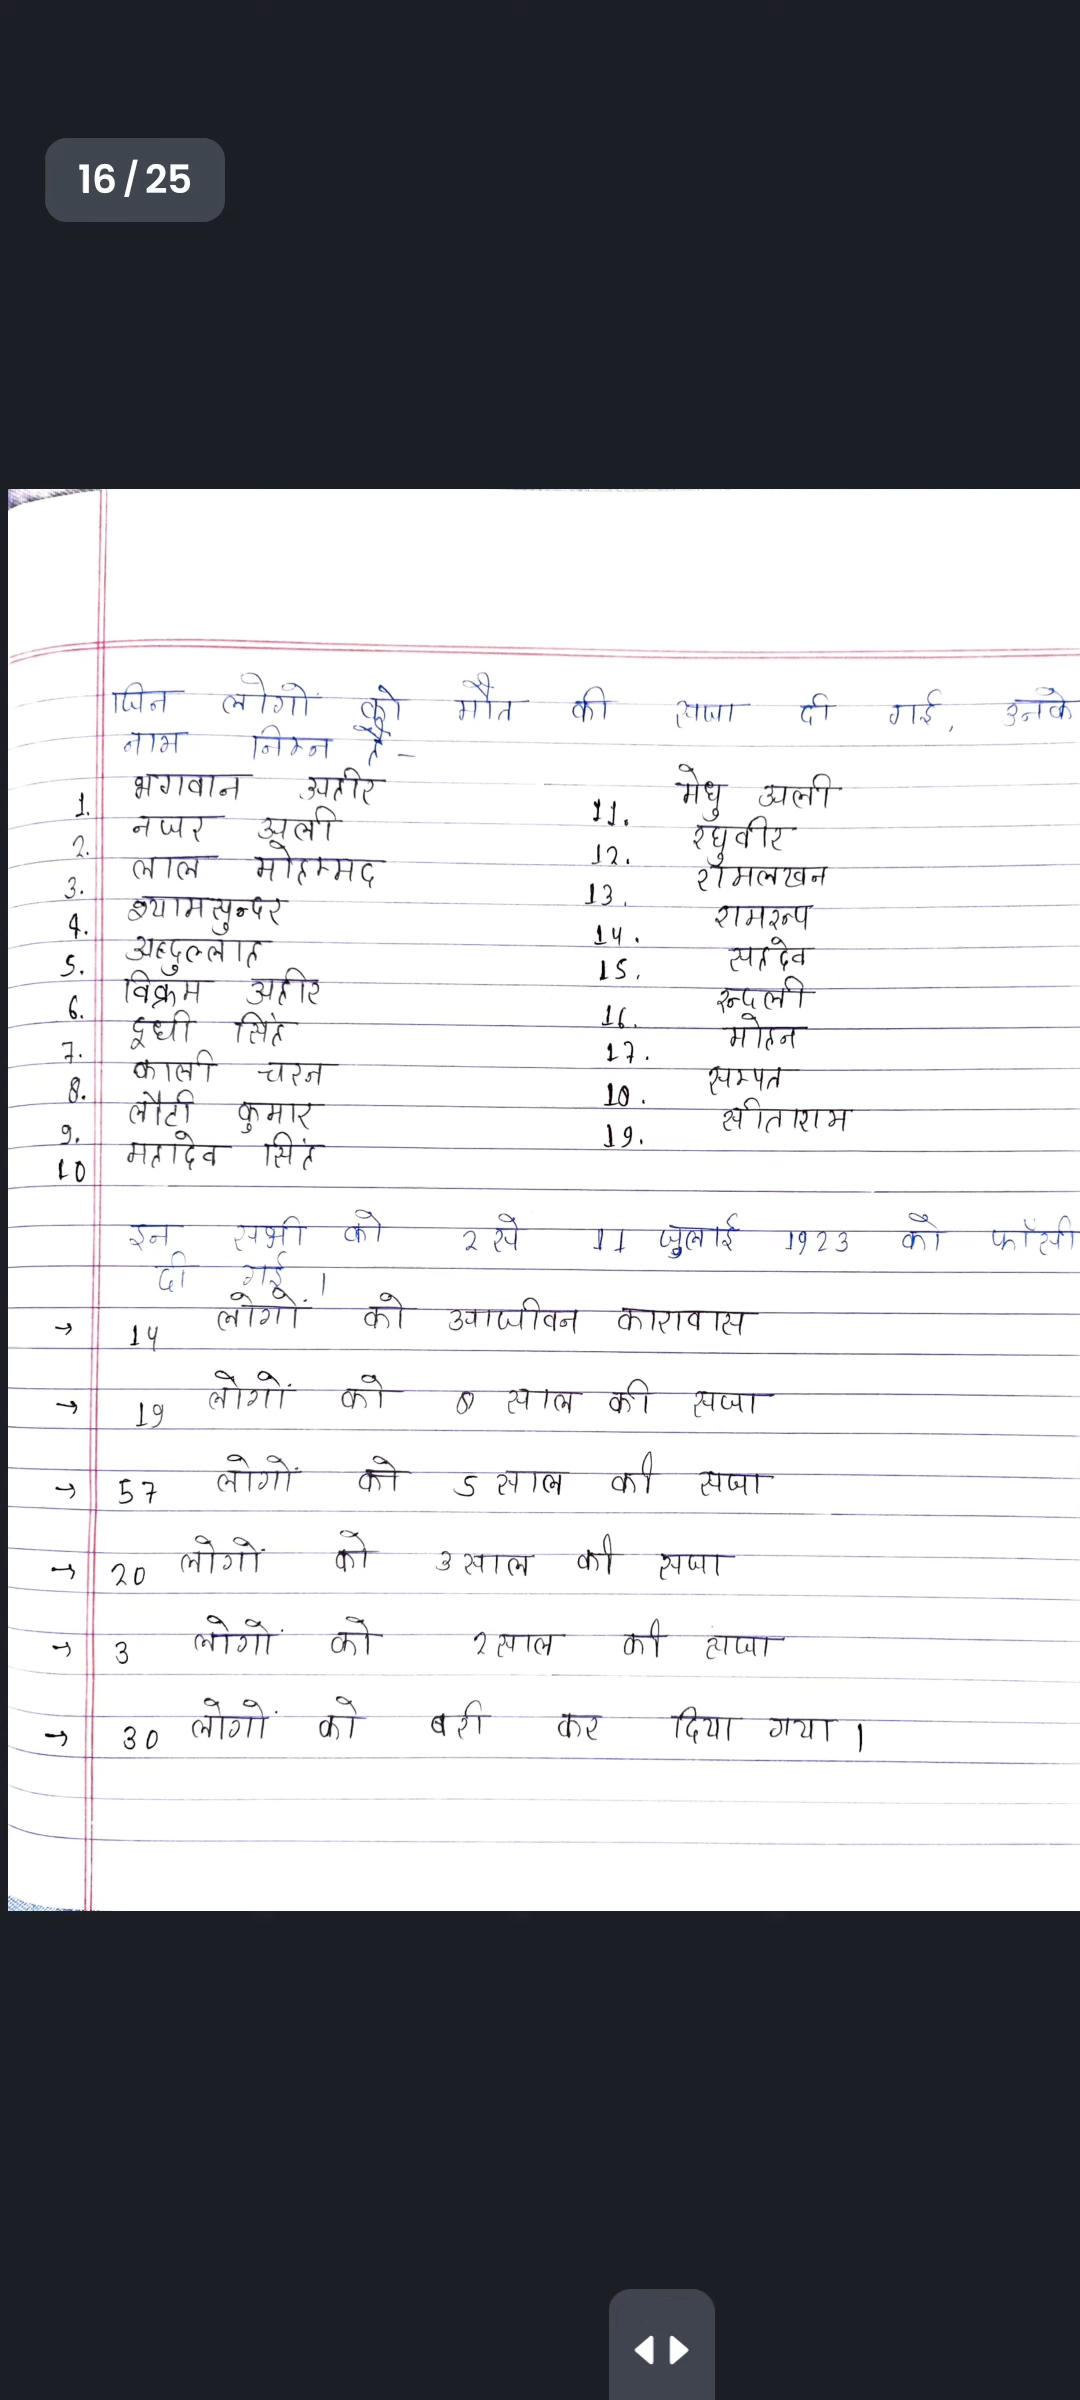 16 / 25
जिन लोगों को मौत की सजा दी गई, उनके
नाम निम्न है -
1. भगवान अहीर
2. नजर अली
3. लाल मोहम्मद
4. श्यामसुन्दर
5. अब्दुल्लाह
6. विक्रम अहीर
7. दूधी सिंह
8. काली चरन
9. लौटी कुमार
10 महादेव सिंह
11. मेधु अली
12. रघुवीर
13. रामलखन
14. रामरूप
15. सहदेव
16. रुदली
17. मोहन
18. सम्पत
19. सीताराम
इन सभी को 2 से 11 जुलाई 1923 को फाँसी
दी गई।
→ 14 लोगों को आजीवन कारावास
→ 19 लोगों को 8 साल की सजा
→ 57 लोगों को 5 साल की सजा
→ 20 लोगों को 3 साल की सजा
→ 3 लोगों को 2 साल की सजा
→ 30 लोगों को बरी कर दिया गया।